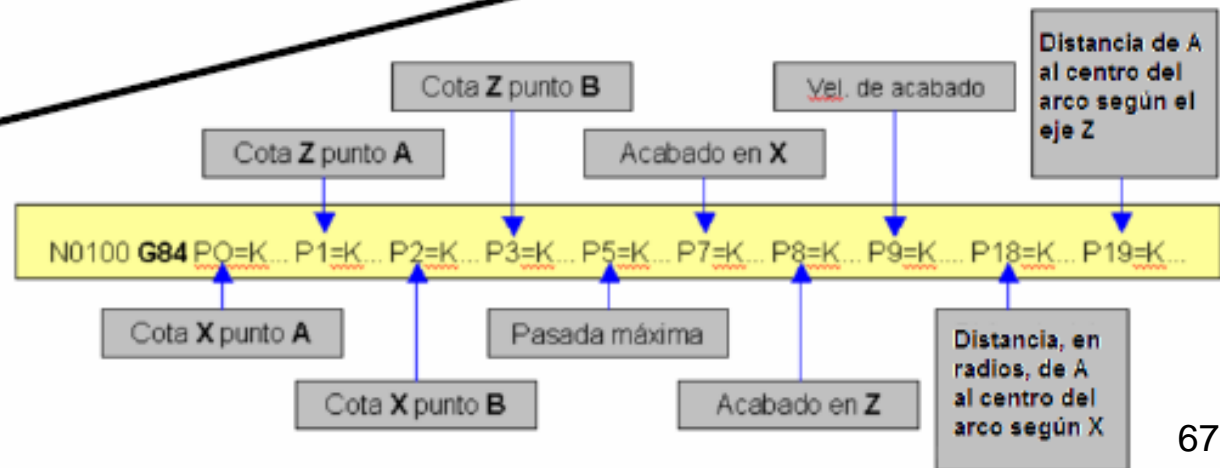 Distancia de A
al centro del
arco según el
eje Z
Cota Z punto B
Vel. de acabado
Cota Z punto A
Acabado en X
N0100 G84 PO=K... P1=K... P2=K... P3=K... P5=K... P7=K... P8=K... P9=K.... P18=K... P19=K...
Cota X punto A
Pasada máxima
Distancia, en
radios, de A
al centro del
arco según X
Cota X punto B
Acabado en Z
67